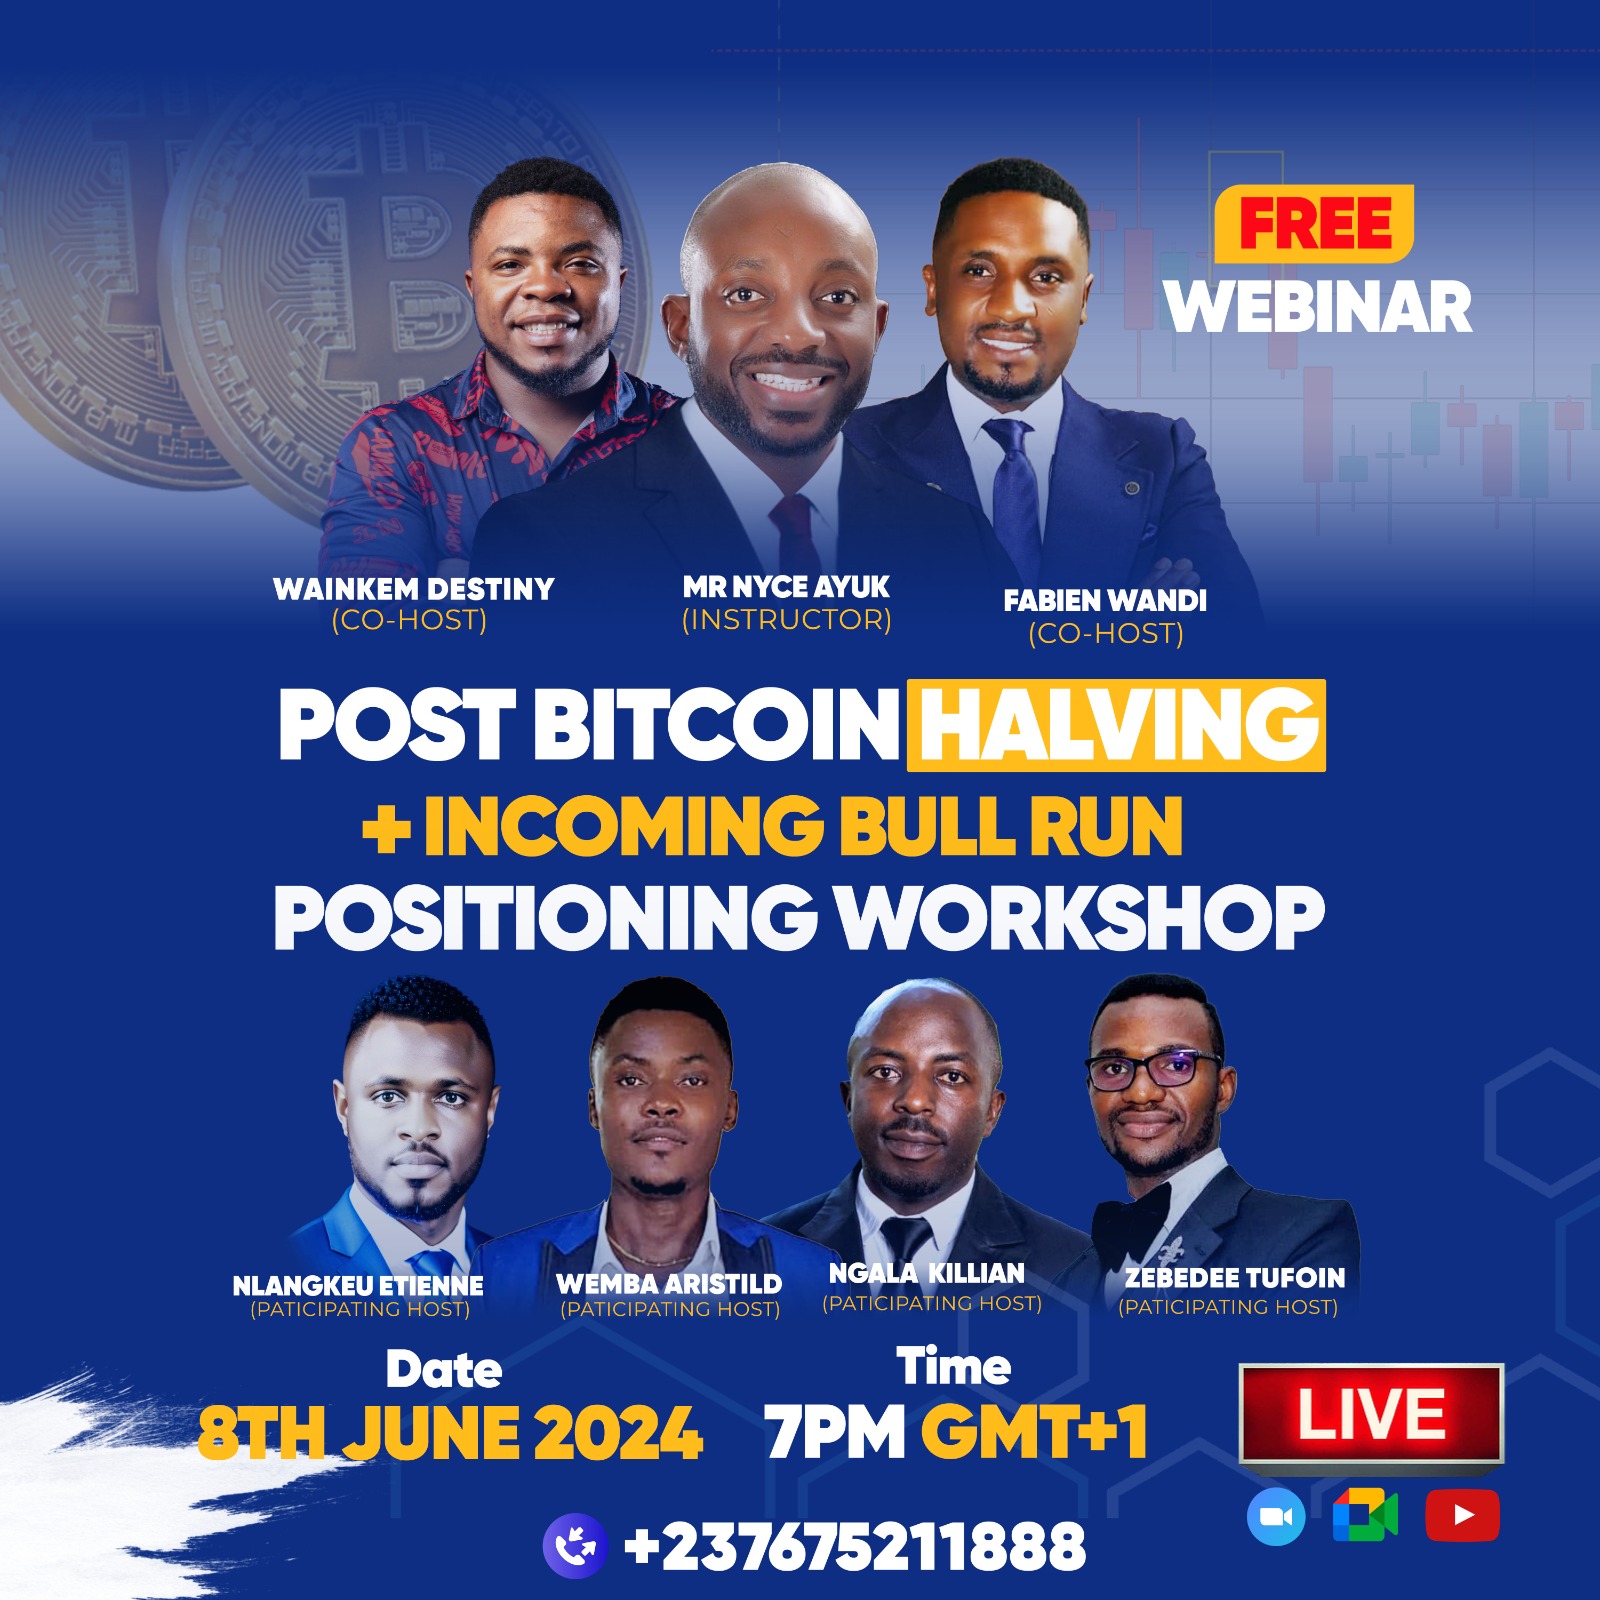 FREE
WEBINAR
WAINKEM DESTINY
(CO-HOST)
MR NYCE AYUK
(INSTRUCTOR)
FABIEN WANDI
(CO-HOST)
POST BITCOIN HALVING
+ INCOMING BULL RUN
POSITIONING WORKSHOP
NLANGKEU ETIENNE
(PATICIPATING HOST)
WEMBA ARISTILD
(PATICIPATING HOST)
NGALA KILLIAN
(PATICIPATING HOST)
ZEBEDEE TUFOIN
(PATICIPATING HOST)
Date
8TH JUNE 2024
Time
7PM GMT+1
LIVE
+237675211888